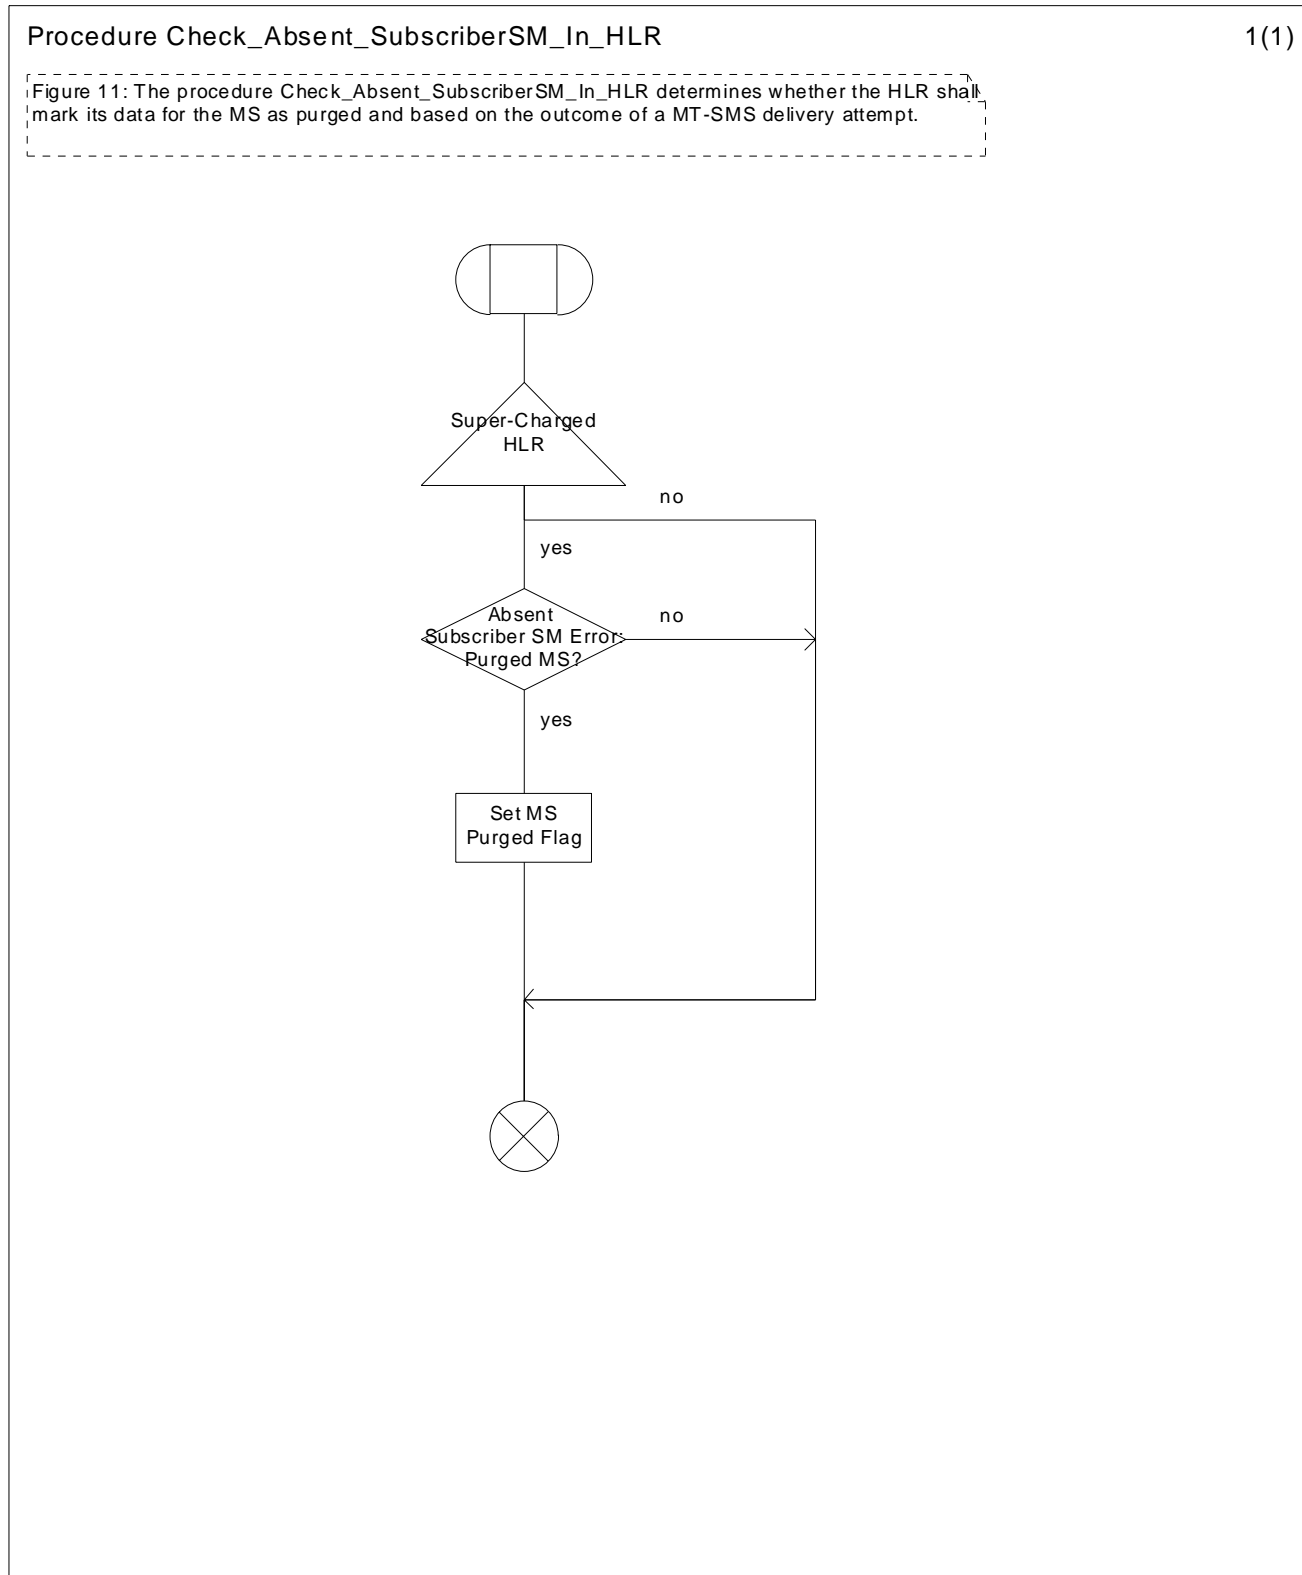 Procedure Check_Absent_SubscriberSM_In_HLR 1(1)
Figure 11: The procedure Check_Absent_SubscriberSM_In_HLR determines whether the HLR shall
mark its data for the MS as purged and based on the outcome of a MT-SMS delivery attempt.
Super-Charged
HLR
no
yes
Absent
Subscriber SM Error:
Purged MS?
no
yes
Set MS
Purged Flag